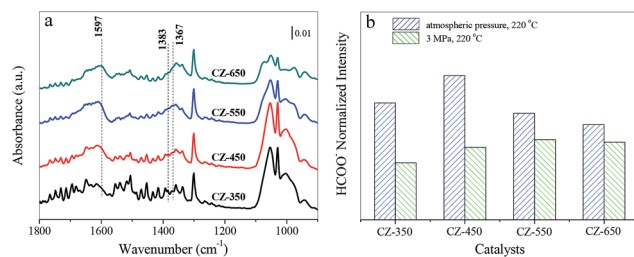 a
1597
1383
1367
0.01
CZ-650
CZ-550
CZ-450
CZ-350
Absorbance (a.u.)
1800 1600 1400 1200 1000
Wavenumber (cm⁻¹)
b
atmospheric pressure, 220 °C
3 MPa, 220 °C
HCOO⁻ Normalized Intensity
CZ-350 CZ-450 CZ-550 CZ-650
Catalysts